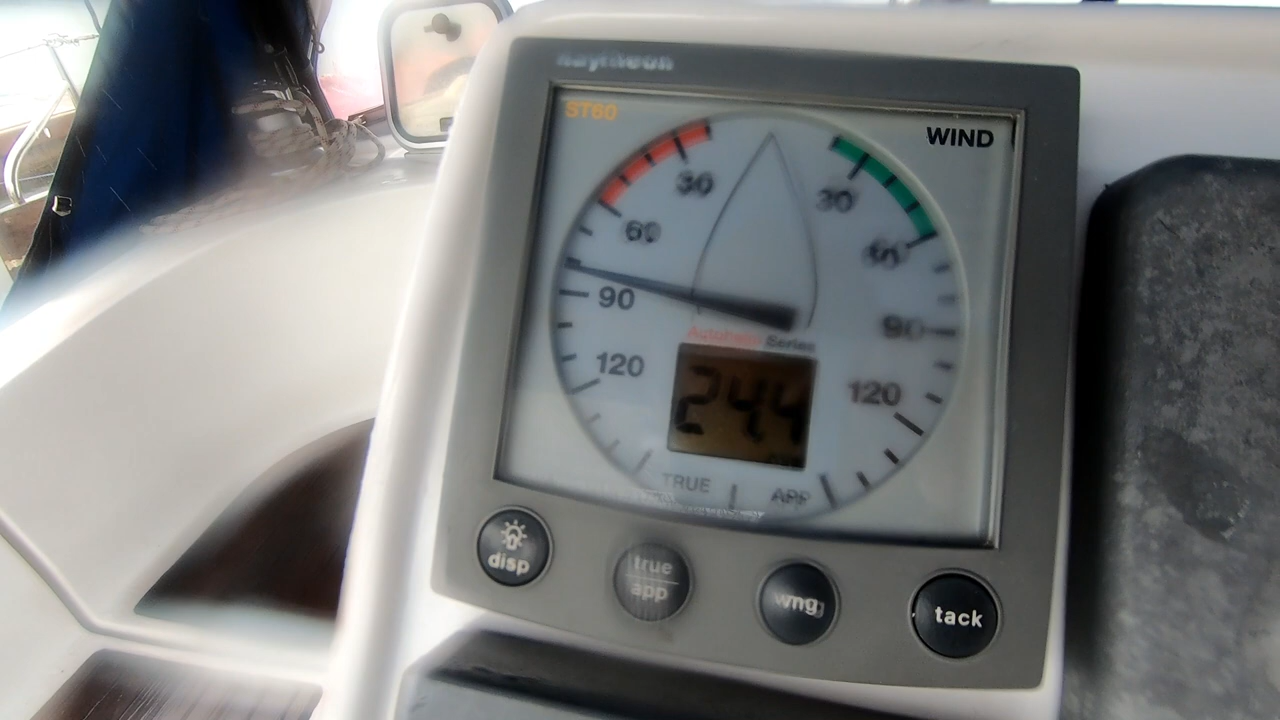 Raytheon
ST60
WIND
30 30
60 60
90 90
Autohelm Series
120 120
24.4
TRUE APP
disp
true
app
wng
tack